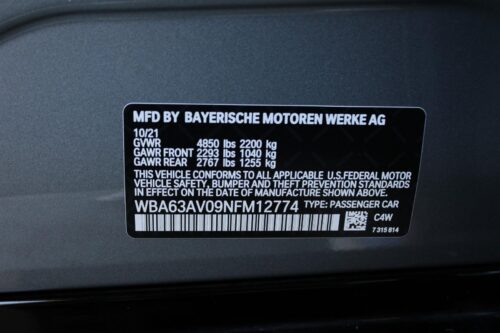 MFD BY BAYERISCHE MOTOREN WERKE AG
10/21
GVWR 4850 lbs 2200 kg
GAWR FRONT 2293 lbs 1040 kg
GAWR REAR 2767 lbs 1255 kg
THIS VEHICLE CONFORMS TO ALL APPLICABLE U.S.FEDERAL MOTOR
VEHICLE SAFETY, BUMPER, AND THEFT PREVENTION STANDARDS
IN EFFECT ON THE DATE OF MANUFACTURE SHOWN ABOVE.
WBA63AV09NFM12774 TYPE: PASSENGER CAR
C4W
7 315 814